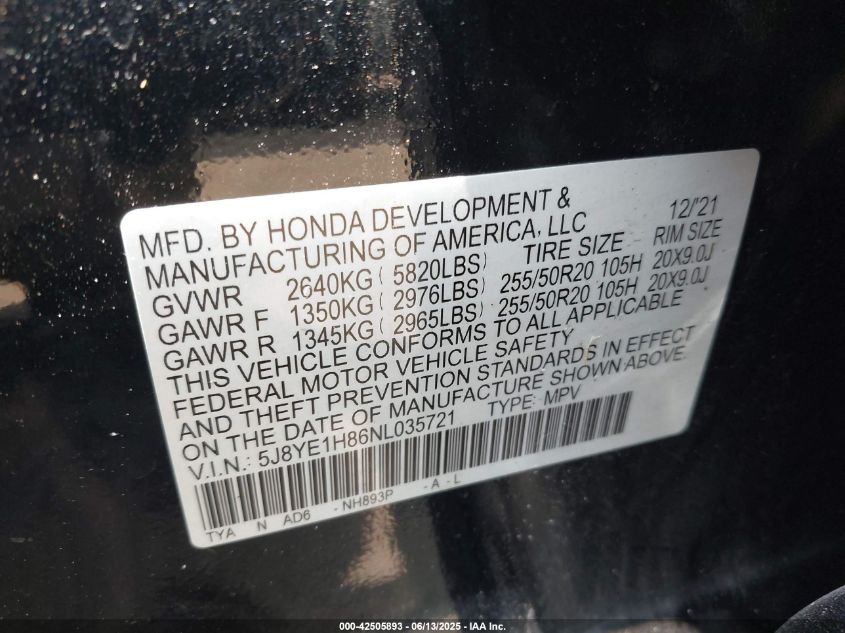 MFD. BY HONDA DEVELOPMENT & 12/'21
MANUFACTURING OF AMERICA, LLC
GVWR 2640KG ( 5820LBS) TIRE SIZE RIM SIZE
GAWR F 1350KG ( 2976LBS) 255/50R20 105H 20X9.0J
GAWR R 1345KG ( 2965LBS) 255/50R20 105H 20X9.0J
THIS VEHICLE CONFORMS TO ALL APPLICABLE
FEDERAL MOTOR VEHICLE SAFETY
AND THEFT PREVENTION STANDARDS IN EFFECT
ON THE DATE OF MANUFACTURE SHOWN ABOVE.
V.I.N.: 5J8YE1H86NL035721 TYPE: MPV
TYA N AD6 - NH893P - A - L
000-42505893 - 06/13/2025 - IAA Inc.